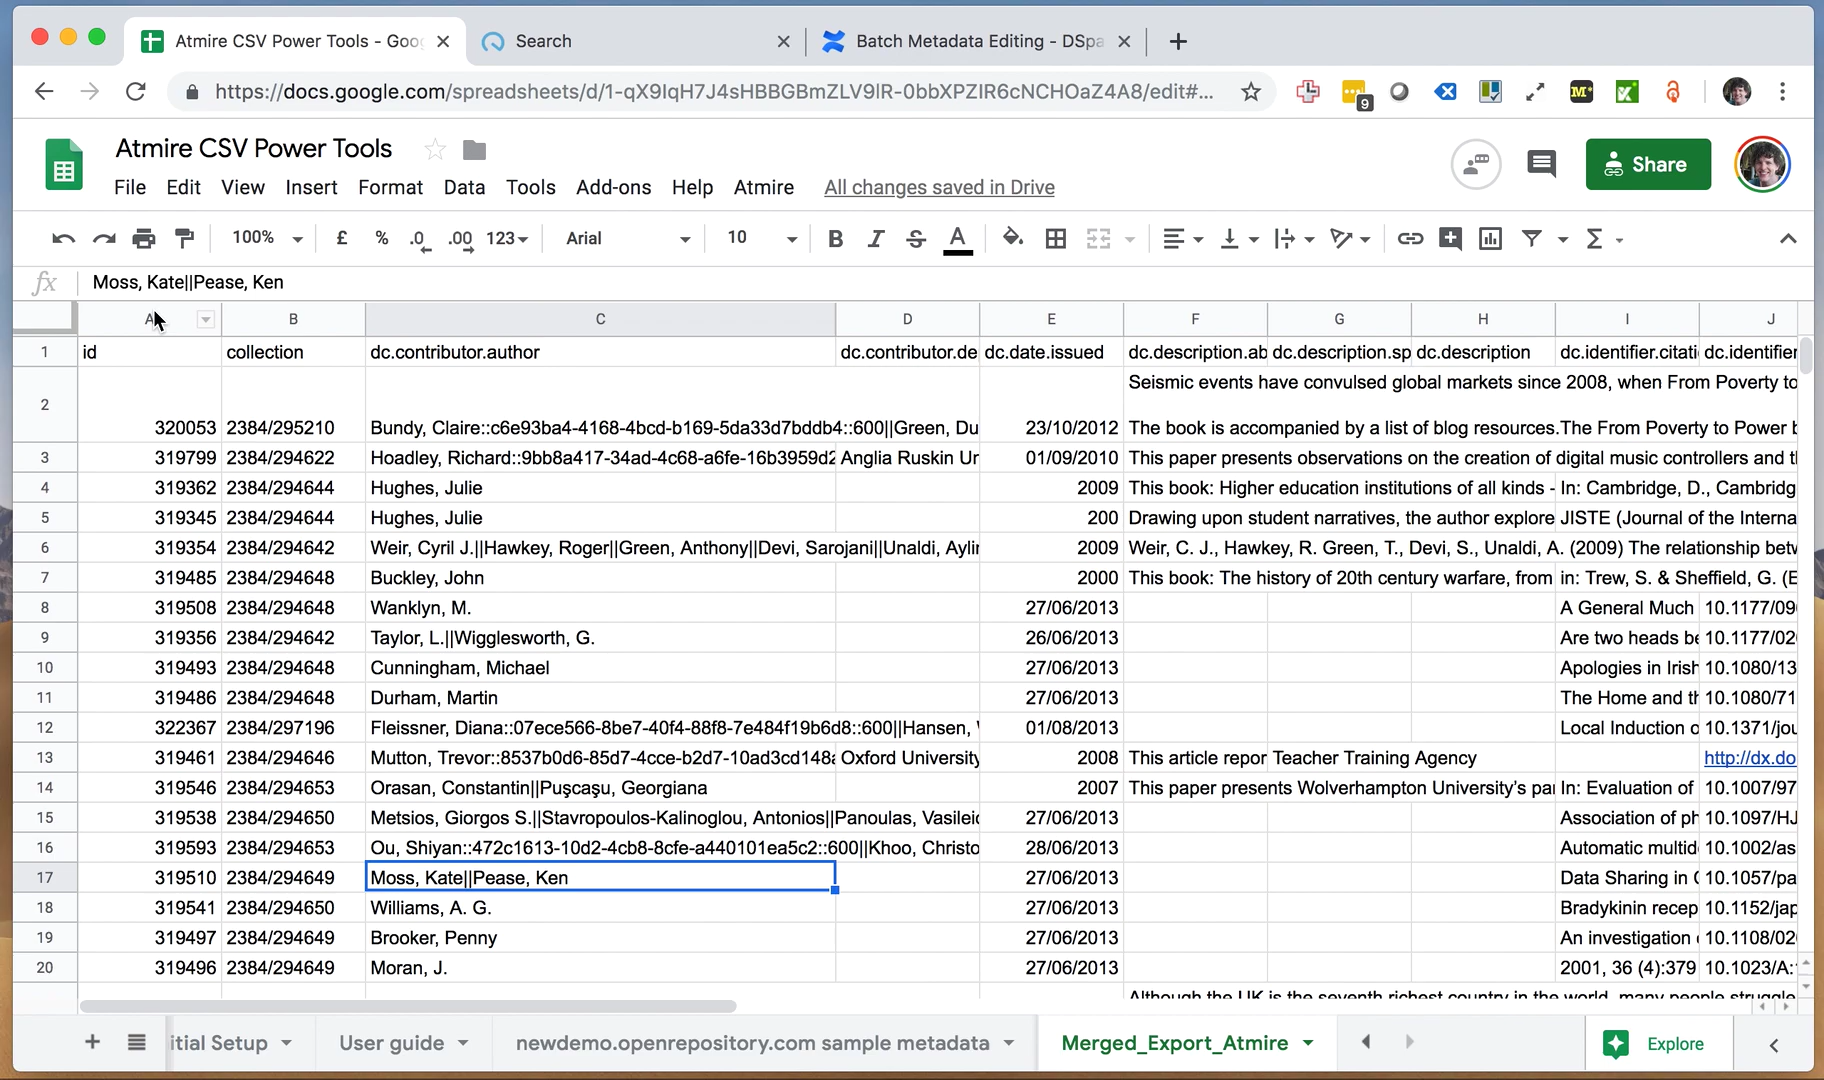 Atmire CSV Power Tools - Goo
Search
Batch Metadata Editing - DSpa
https://docs.google.com/spreadsheets/d/1-qX9IqH7J4sHBBGBmZLV9lR-0bbXPZIR6cNCHOaZ4A8/edit#...
9
M
Atmire CSV Power Tools
Share
File Edit View Insert Format Data Tools Add-ons Help Atmire All changes saved in Drive
100% £ % .0 .00 123 Arial 10 B I S A Σ
fx Moss, Kate||Pease, Ken
A B C D E F G H I J
1 id collection dc.contributor.author dc.contributor.de dc.date.issued dc.description.ab dc.description.sp dc.description dc.identifier.citati dc.identifier
Seismic events have convulsed global markets since 2008, when From Poverty to
2 320053 2384/295210 Bundy, Claire::c6e93ba4-4168-4bcd-b169-5da33d7bddb4::600||Green, Du 23/10/2012 The book is accompanied by a list of blog resources.The From Poverty to Power b
3 319799 2384/294622 Hoadley, Richard::9bb8a417-34ad-4c68-a6fe-16b3959d2 Anglia Ruskin Un 01/09/2010 This paper presents observations on the creation of digital music controllers and th
4 319362 2384/294644 Hughes, Julie 2009 This book: Higher education institutions of all kinds - In: Cambridge, D., Cambridg
5 319345 2384/294644 Hughes, Julie 200 Drawing upon student narratives, the author explore JISTE (Journal of the Interna
6 319354 2384/294642 Weir, Cyril J.||Hawkey, Roger||Green, Anthony||Devi, Sarojani||Unaldi, Aylin 2009 Weir, C. J., Hawkey, R. Green, T., Devi, S., Unaldi, A. (2009) The relationship betw
7 319485 2384/294648 Buckley, John 2000 This book: The history of 20th century warfare, from in: Trew, S. & Sheffield, G. (E
8 319508 2384/294648 Wanklyn, M. 27/06/2013 A General Much 10.1177/09
9 319356 2384/294642 Taylor, L.||Wigglesworth, G. 26/06/2013 Are two heads be 10.1177/02
10 319493 2384/294648 Cunningham, Michael 27/06/2013 Apologies in Irish 10.1080/13
11 319486 2384/294648 Durham, Martin 27/06/2013 The Home and th 10.1080/71
12 322367 2384/297196 Fleissner, Diana::07ece566-8be7-40f4-88f8-7e484f19b6d8::600||Hansen, 01/08/2013 Local Induction o 10.1371/jou
13 319461 2384/294646 Mutton, Trevor::8537b0d6-85d7-4cce-b2d7-10ad3cd148a Oxford University 2008 This article repor Teacher Training Agency http://dx.do
14 319546 2384/294653 Orasan, Constantin||Puşcaşu, Georgiana 2007 This paper presents Wolverhampton University's par In: Evaluation of 10.1007/97
15 319538 2384/294650 Metsios, Giorgos S.||Stavropoulos-Kalinoglou, Antonios||Panoulas, Vasileio 27/06/2013 Association of ph 10.1097/HJ
16 319593 2384/294653 Ou, Shiyan::472c1613-10d2-4cb8-8cfe-a440101ea5c2::600||Khoo, Christo 28/06/2013 Automatic multid 10.1002/as
17 319510 2384/294649 Moss, Kate||Pease, Ken 27/06/2013 Data Sharing in 10.1057/pa
18 319541 2384/294650 Williams, A. G. 27/06/2013 Bradykinin recep 10.1152/jap
19 319497 2384/294649 Brooker, Penny 27/06/2013 An investigation 10.1108/02
20 319496 2384/294649 Moran, J. 27/06/2013 2001, 36 (4):379 10.1023/A:
Although the UK is the seventh richest country in the world, many people struggle
itial Setup User guide newdemo.openrepository.com sample metadata Merged_Export_Atmire Explore